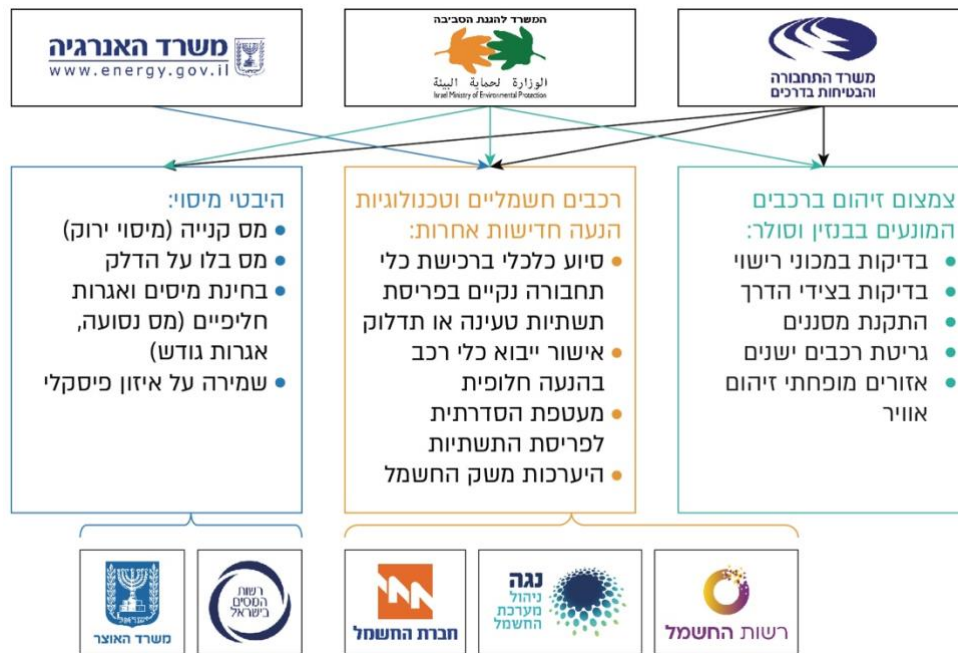 משרד התחבורה
והבטיחות בדרכים
המשרד להגנת הסביבה
الوزارة لحماية البيئة
Israel Ministry of Environmental Protection
משרד האנרגיה
www.energy.gov.il
צמצום זיהום ברכבים
המונעים בבנזין וסולר:
בדיקות במכוני רישוי
בדיקות בצידי הדרך
התקנת מסננים
גריטת רכבים ישנים
אזורים מופחתי זיהום
אוויר
רכבים חשמליים וטכנולוגיות
הנעה חדישות אחרות:
סיוע כלכלי ברכישת כלי
תחבורה נקיים בפריסת
תשתיות טעינה או תדלוק
אישור ייבוא כלי רכב
בהנעה חלופית
מעטפת הסדרתית
לפריסת התשתיות
היערכות משק החשמל
היבטי מיסוי:
מס קנייה (מיסוי ירוק)
מס בלו על הדלק
בחינת מיסים ואגרות
חליפיים (מס נסועה,
אגרות גודש)
שמירה על איזון פיסקלי
רשות החשמל
נגה
ניהול
מערכת
החשמל
חברת החשמל
רשות
המסים
בישראל
משרד האוצר